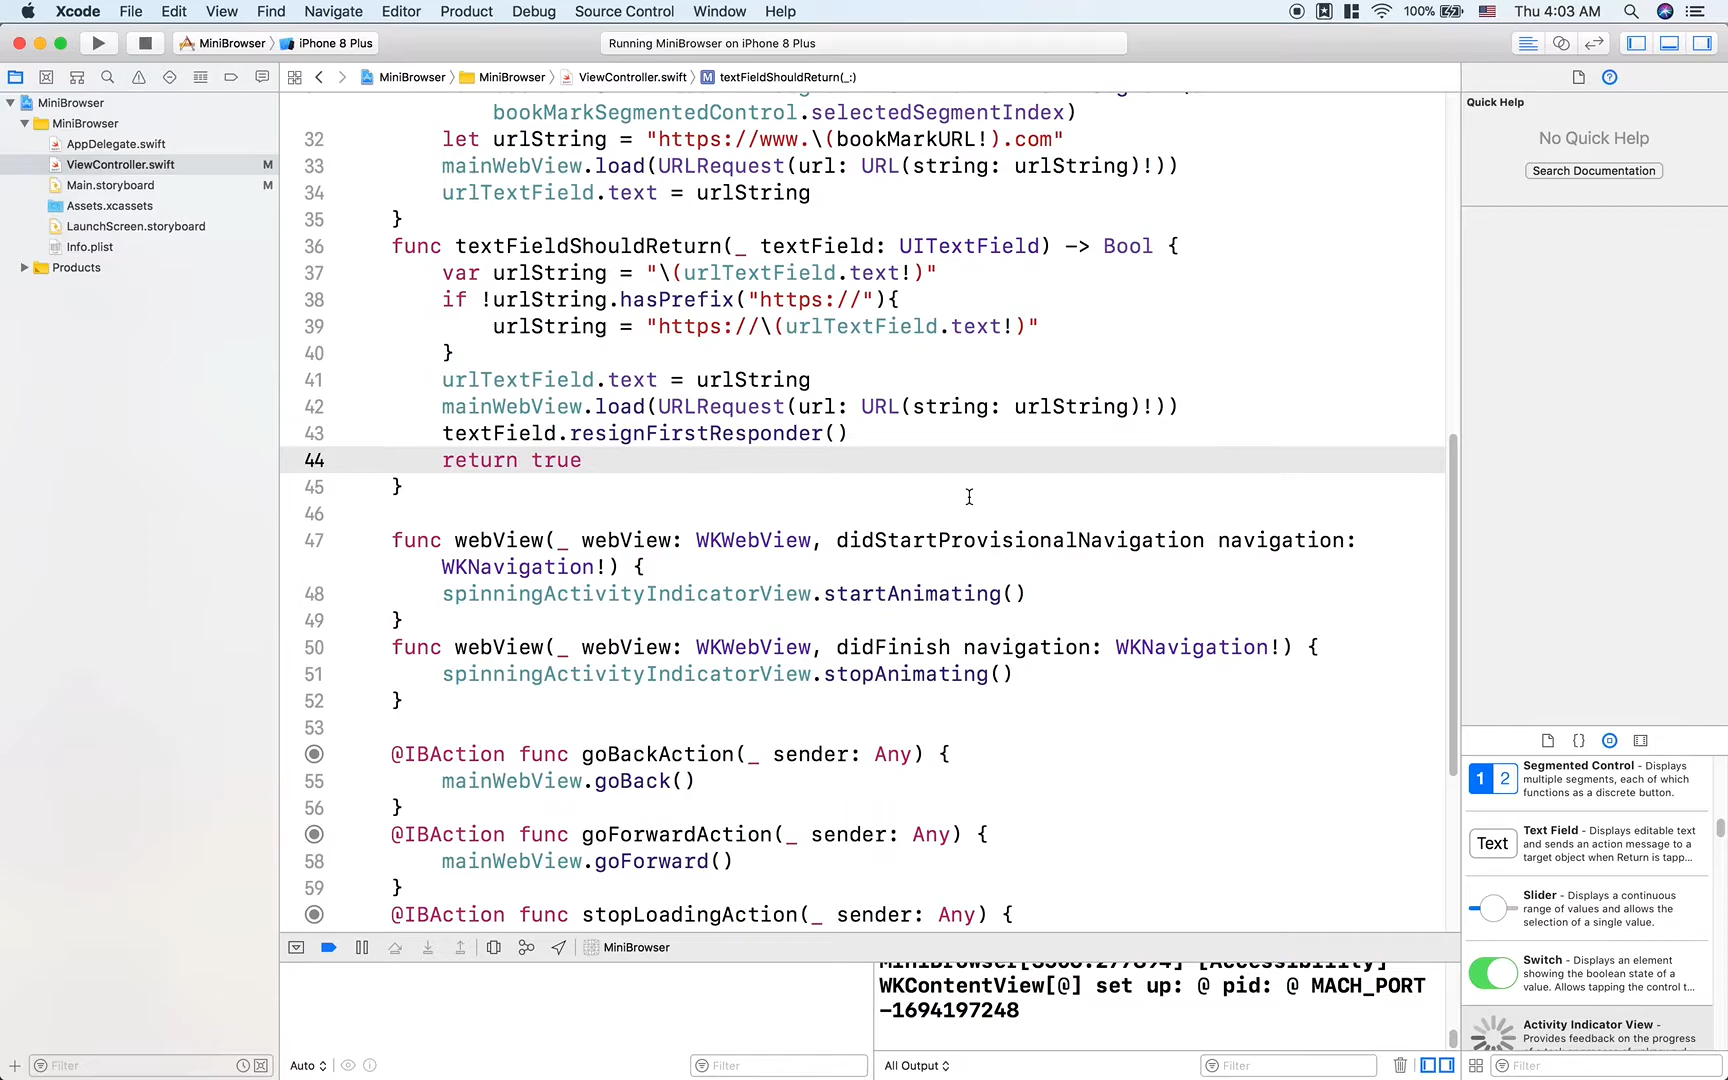 Xcode File Edit View Find Navigate Editor Product Debug Source Control Window Help 100% Thu 4:03 AM
MiniBrowser iPhone 8 Plus Running MiniBrowser on iPhone 8 Plus
MiniBrowser MiniBrowser ViewController.swift M textFieldShouldReturn(_:)
MiniBrowser
MiniBrowser
AppDelegate.swift
ViewController.swift M
Main.storyboard M
Assets.xcassets
LaunchScreen.storyboard
Info.plist
Products
Filter
bookMarkSegmentedControl.selectedSegmentIndex)
32 let urlString = "https://www.\(bookMarkURL!).com"
33 mainWebView.load(URLRequest(url: URL(string: urlString)!))
34 urlTextField.text = urlString
35 }
36 func textFieldShouldReturn(_ textField: UITextField) -> Bool {
37 var urlString = "\(urlTextField.text!)"
38 if !urlString.hasPrefix("https://"){
39 urlString = "https://\(urlTextField.text!)"
40 }
41 urlTextField.text = urlString
42 mainWebView.load(URLRequest(url: URL(string: urlString)!))
43 textField.resignFirstResponder()
44 return true
45 }
46
47 func webView(_ webView: WKWebView, didStartProvisionalNavigation navigation:
WKNavigation!) {
48 spinningActivityIndicatorView.startAnimating()
49 }
50 func webView(_ webView: WKWebView, didFinish navigation: WKNavigation!) {
51 spinningActivityIndicatorView.stopAnimating()
52 }
53
@IBAction func goBackAction(_ sender: Any) {
55 mainWebView.goBack()
56 }
@IBAction func goForwardAction(_ sender: Any) {
58 mainWebView.goForward()
59 }
@IBAction func stopLoadingAction(_ sender: Any) {
MiniBrowser
WKContentView[@] set up: @ pid: @ MACH_PORT
-1694197248
Auto Filter All Output Filter
Quick Help
No Quick Help
Search Documentation
{}
1 2
Segmented Control - Displays
multiple segments, each of which
functions as a discrete button.
Text
Text Field - Displays editable text
and sends an action message to a
target object when Return is tapp...
Slider - Displays a continuous
range of values and allows the
selection of a single value.
Switch - Displays an element
showing the boolean state of a
value. Allows tapping the control t...
Activity Indicator View -
Provides feedback on the progress
Filter